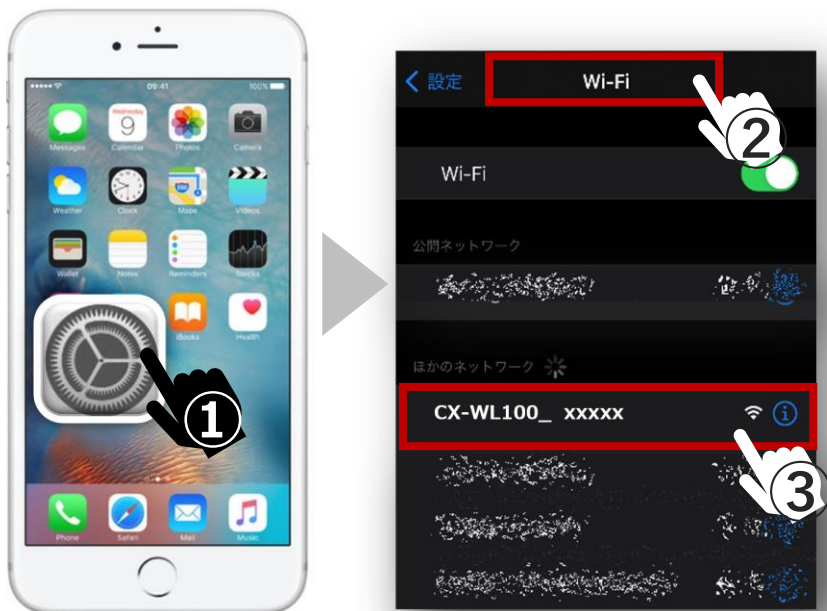 09:41
100%
Wednesday
9
Messages
Calendar
Photos
Camera
Weather
Clock
Maps
Videos
Wallet
Notes
Reminders
Stocks
iBooks
Health
①
Phone
Safari
Mail
Music
設定
Wi-Fi
②
Wi-Fi
公開ネットワーク
ほかのネットワーク
CX-WL100_ xxxxx
③